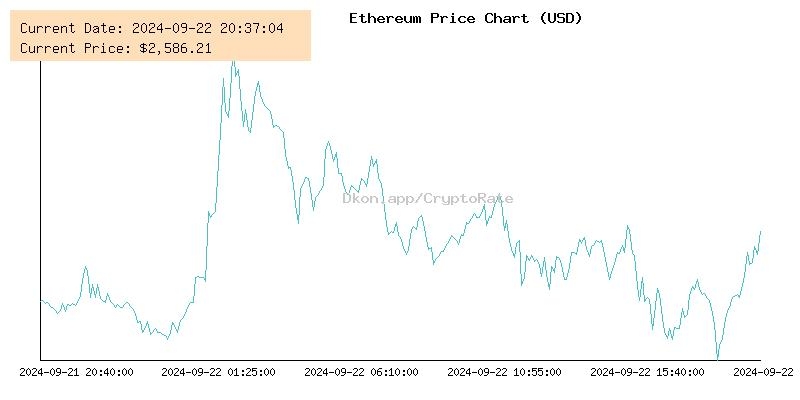 Ethereum Price Chart (USD)
Current Date: 2024-09-22 20:37:04
Current Price: $2,586.21
Dkon.app/CryptoRate
2024-09-21 20:40:00 2024-09-22 01:25:00 2024-09-22 06:10:00 2024-09-22 10:55:00 2024-09-22 15:40:00 2024-09-22